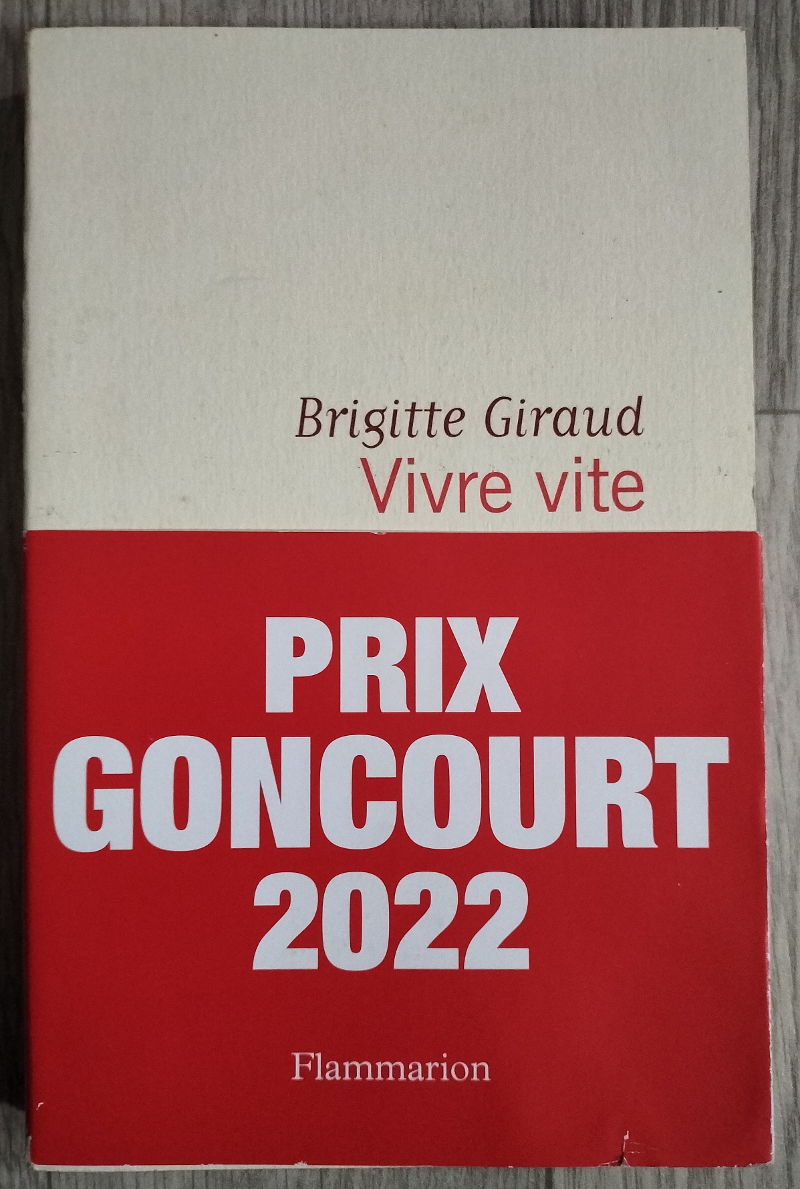 Brigitte Giraud
Vivre vite
PRIX
GONCOURT
2022
Flammarion